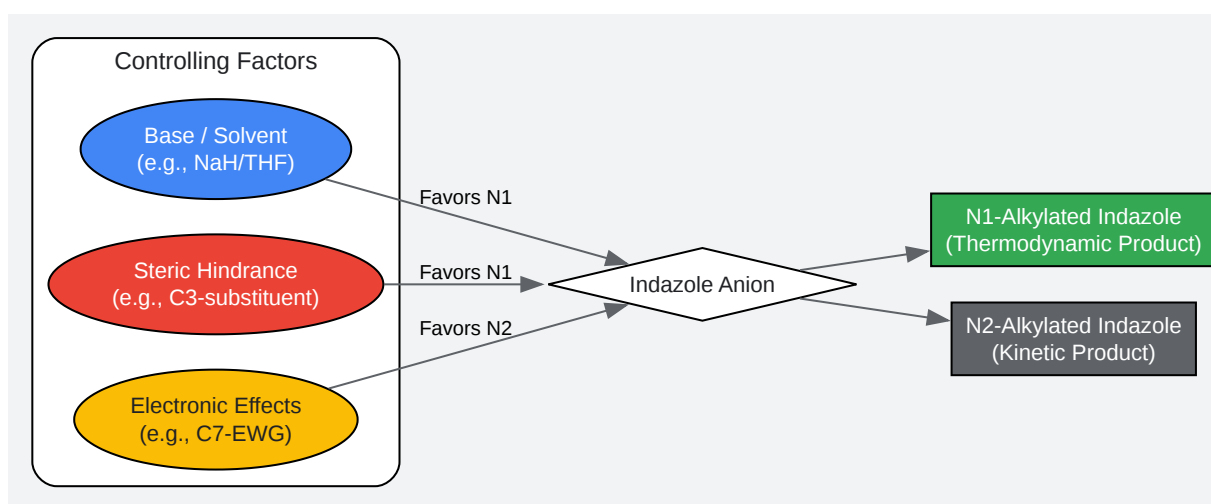 Controlling Factors
Base / Solvent
(e.g., NaH/THF)
Favors N1
Steric Hindrance
(e.g., C3-substituent)
Favors N1
Electronic Effects
(e.g., C7-EWG)
Favors N2
Indazole Anion
N1-Alkylated Indazole
(Thermodynamic Product)
N2-Alkylated Indazole
(Kinetic Product)